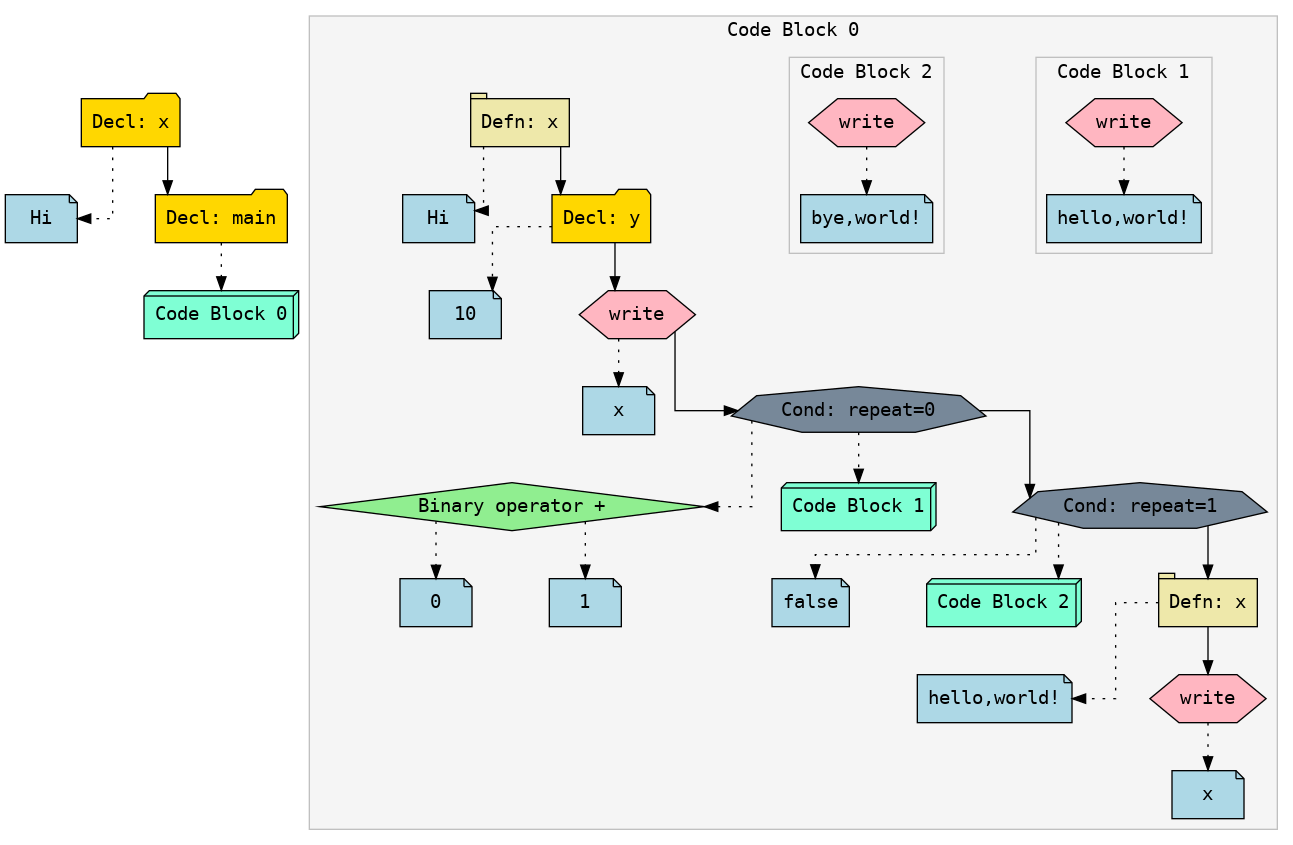 Code Block 0
Code Block 2
Code Block 1
Decl: x
Defn: x
write
write
Hi
Decl: main
Hi
Decl: y
bye,world!
hello,world!
Code Block 0
10
write
x
Cond: repeat=0
Binary operator +
Code Block 1
Cond: repeat=1
0
1
false
Code Block 2
Defn: x
hello,world!
write
x